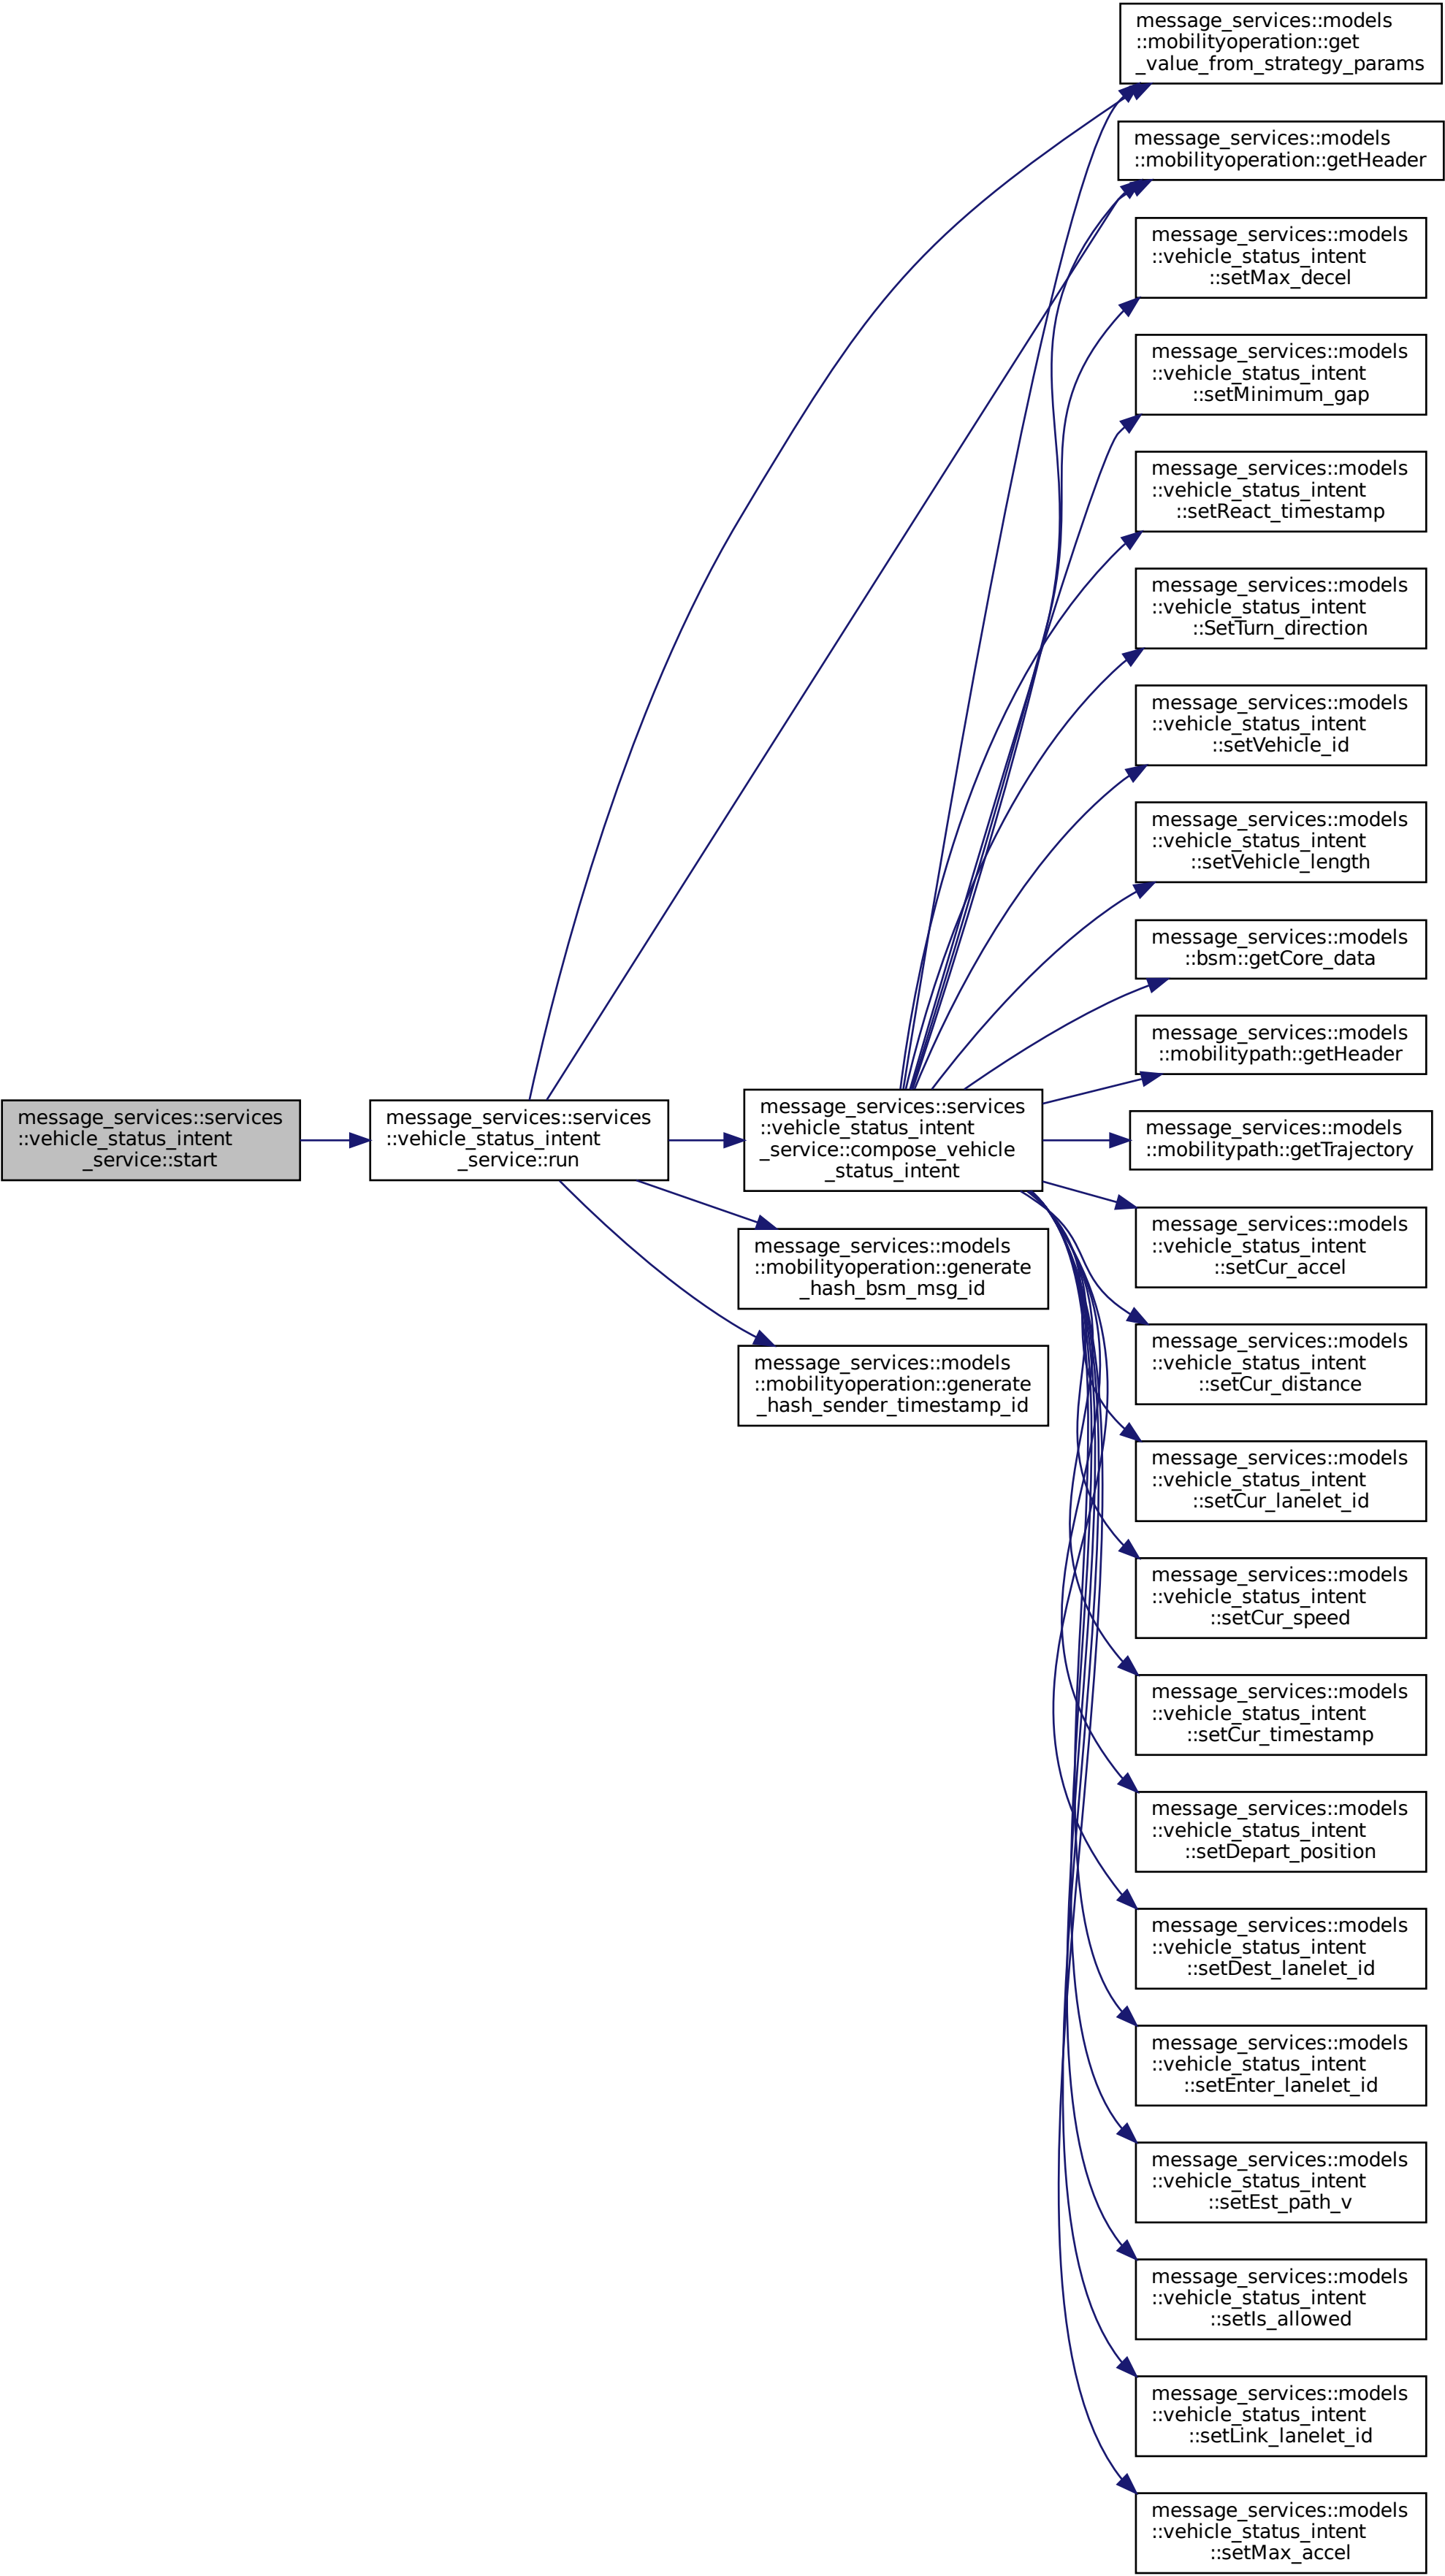 message_services::services
::vehicle_status_intent
_service::start
message_services::services
::vehicle_status_intent
_service::run
message_services::services
::vehicle_status_intent
_service::compose_vehicle
_status_intent
message_services::models
::mobilityoperation::generate
_hash_bsm_msg_id
message_services::models
::mobilityoperation::generate
_hash_sender_timestamp_id
message_services::models
::mobilityoperation::get
_value_from_strategy_params
message_services::models
::mobilityoperation::getHeader
message_services::models
::vehicle_status_intent
::setMax_decel
message_services::models
::vehicle_status_intent
::setMinimum_gap
message_services::models
::vehicle_status_intent
::setReact_timestamp
message_services::models
::vehicle_status_intent
::SetTurn_direction
message_services::models
::vehicle_status_intent
::setVehicle_id
message_services::models
::vehicle_status_intent
::setVehicle_length
message_services::models
::bsm::getCore_data
message_services::models
::mobilitypath::getHeader
message_services::models
::mobilitypath::getTrajectory
message_services::models
::vehicle_status_intent
::setCur_accel
message_services::models
::vehicle_status_intent
::setCur_distance
message_services::models
::vehicle_status_intent
::setCur_lanelet_id
message_services::models
::vehicle_status_intent
::setCur_speed
message_services::models
::vehicle_status_intent
::setCur_timestamp
message_services::models
::vehicle_status_intent
::setDepart_position
message_services::models
::vehicle_status_intent
::setDest_lanelet_id
message_services::models
::vehicle_status_intent
::setEnter_lanelet_id
message_services::models
::vehicle_status_intent
::setEst_path_v
message_services::models
::vehicle_status_intent
::setIs_allowed
message_services::models
::vehicle_status_intent
::setLink_lanelet_id
message_services::models
::vehicle_status_intent
::setMax_accel